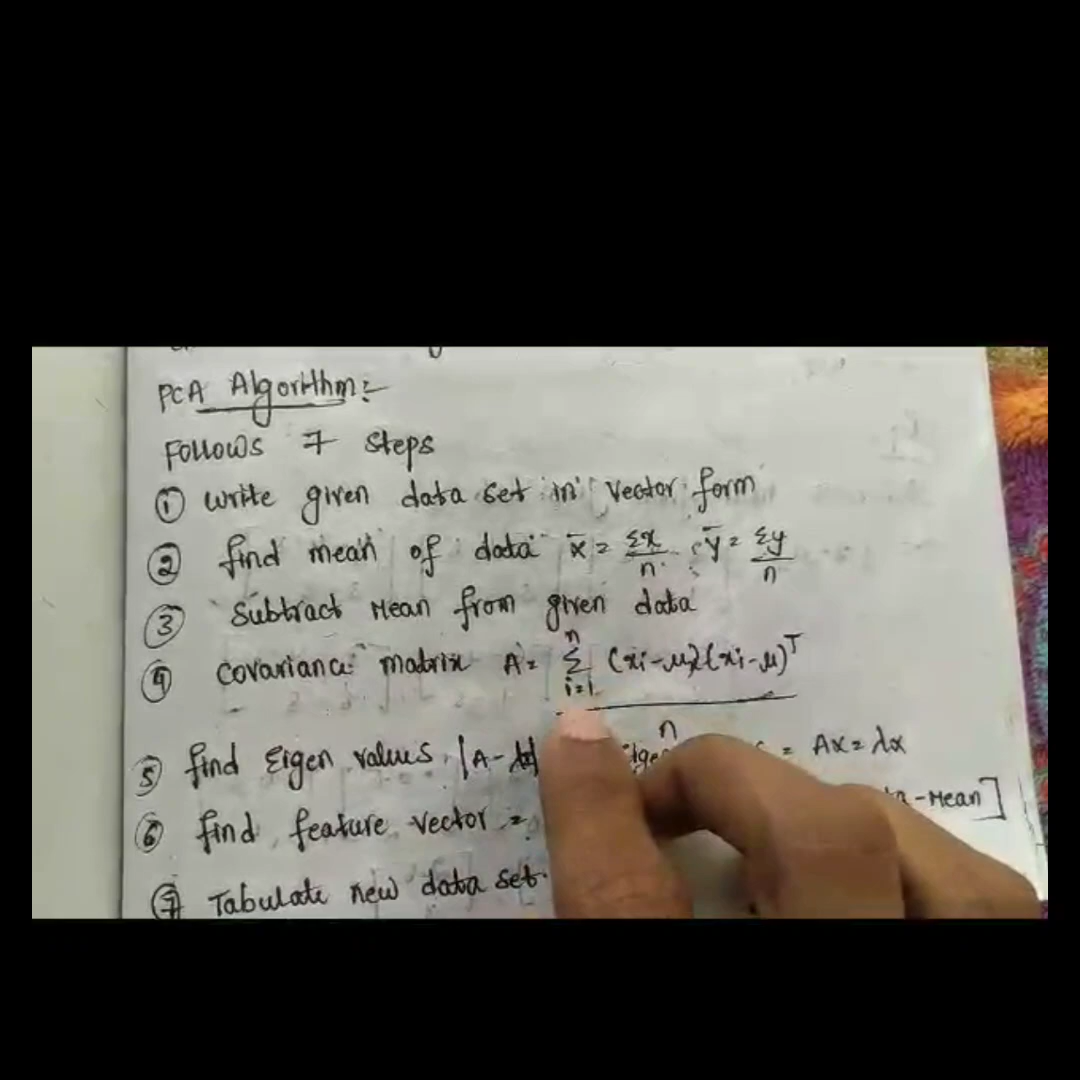 PCA Algorithm:-
Follows 7 steps
① write given data set in vector form
② find mean of data x̄ = Σx/n ; ȳ = Σy/n
③ Subtract Mean from given data
④ covariance matrix A = Σ_{i=1}^{n} (xi-μ)(xi-μ)^T / n
⑤ find Eigen values |A-λI| = Ax=λx
⑥ find feature vector = -Mean]
⑦ Tabulate new data set.